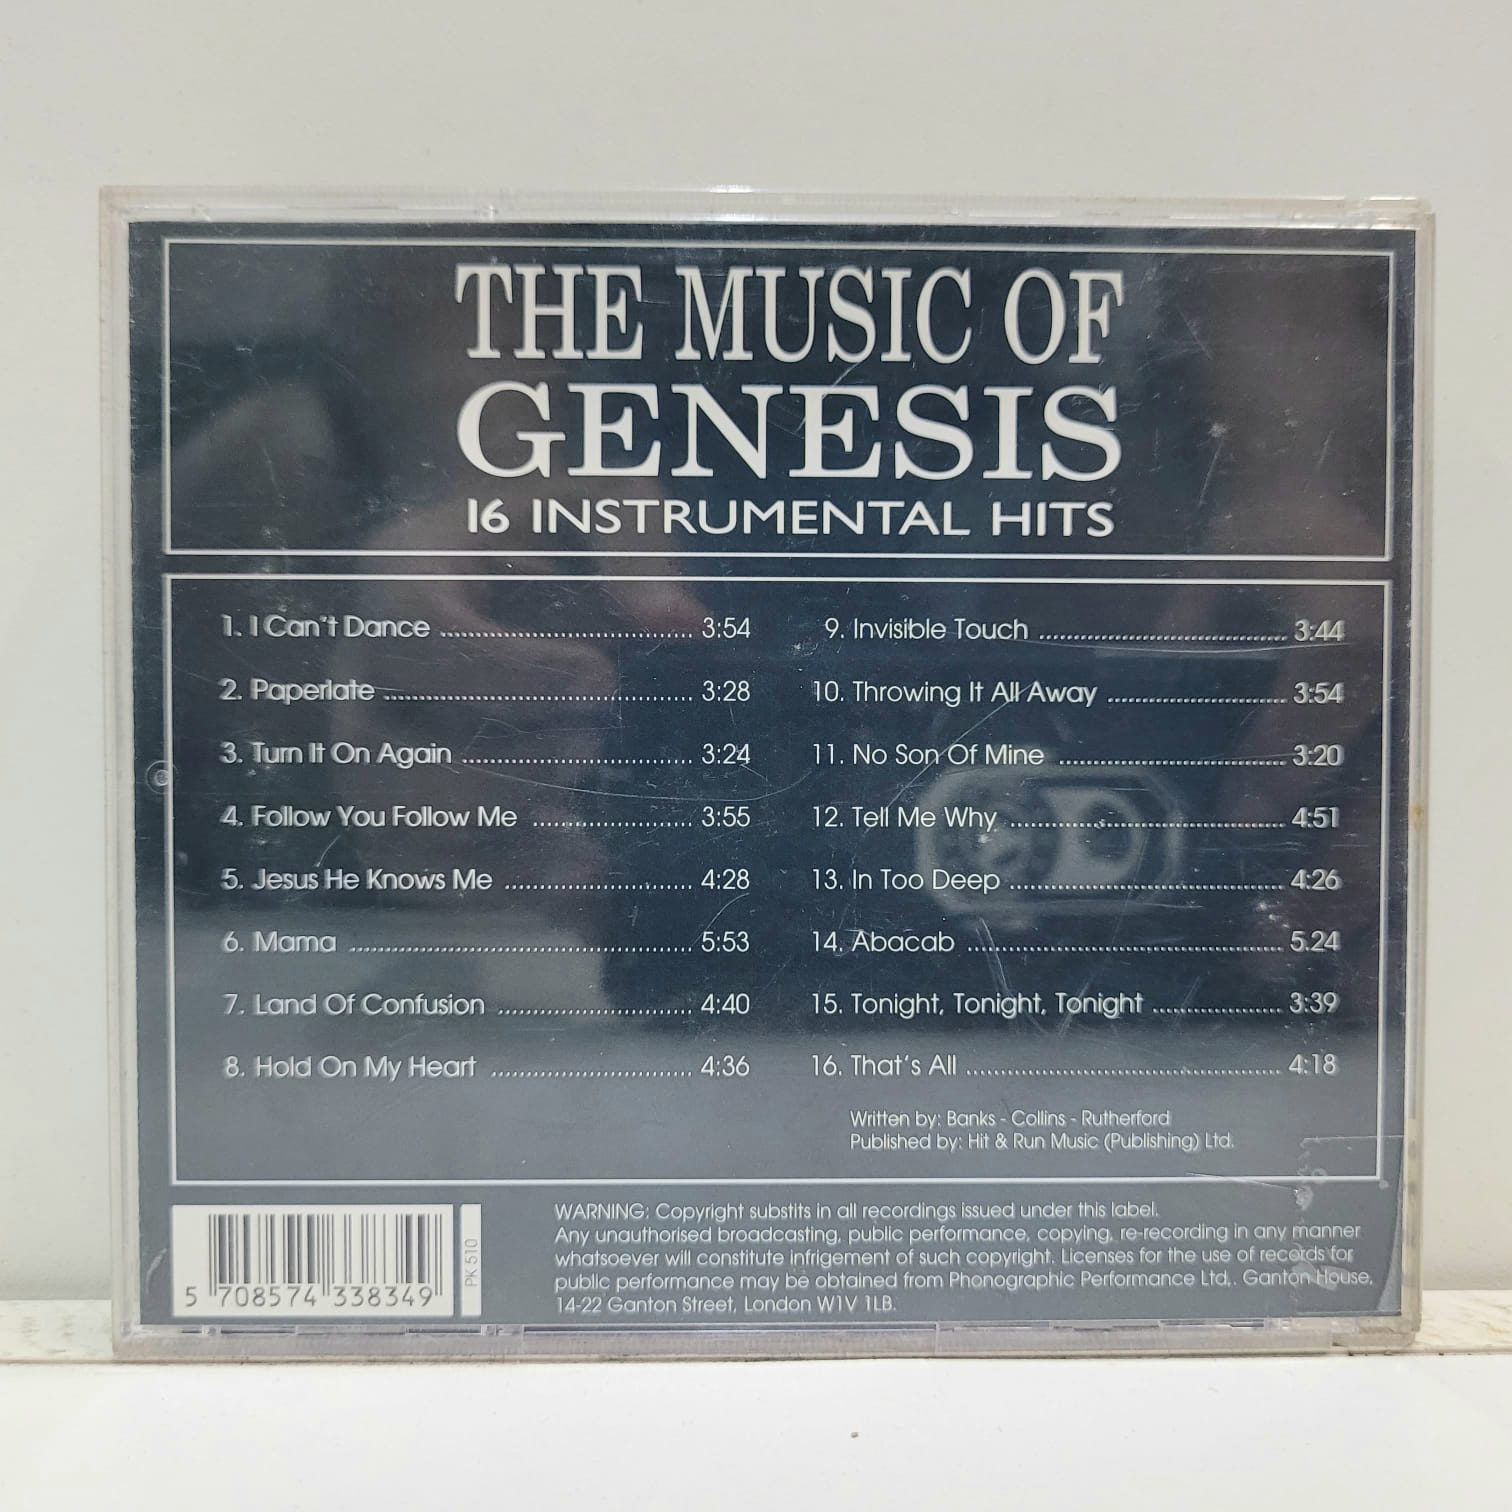 THE MUSIC OF
GENESIS
16 INSTRUMENTAL HITS
1. I Can't Dance ........ 3:54
2. Paperlate ........ 3:28
3. Turn It On Again ........ 3:24
4. Follow You Follow Me ........ 3:55
5. Jesus He Knows Me ........ 4:28
6. Mama ........ 5:53
7. Land Of Confusion ........ 4:40
8. Hold On My Heart ........ 4:36
9. Invisible Touch ........ 3:44
10. Throwing It All Away ........ 3:54
11. No Son Of Mine ........ 3:20
12. Tell Me Why ........ 4:51
13. In Too Deep ........ 4:26
14. Abacab ........ 5.24
15. Tonight, Tonight, Tonight ........ 3:39
16. That's All ........ 4:18
Written by: Banks - Collins - Rutherford
Published by: Hit & Run Music (Publishing) Ltd.
5 708574 338349
PK 510
WARNING: Copyright substits in all recordings issued under this label.
Any unauthorised broadcasting, public performance, copying, re-recording in any manner
whatsoever will constitute infrigement of such copyright. Licenses for the use of records for
public performance may be obtained from Phonographic Performance Ltd,. Ganton House,
14-22 Ganton Street, London W1V 1LB.